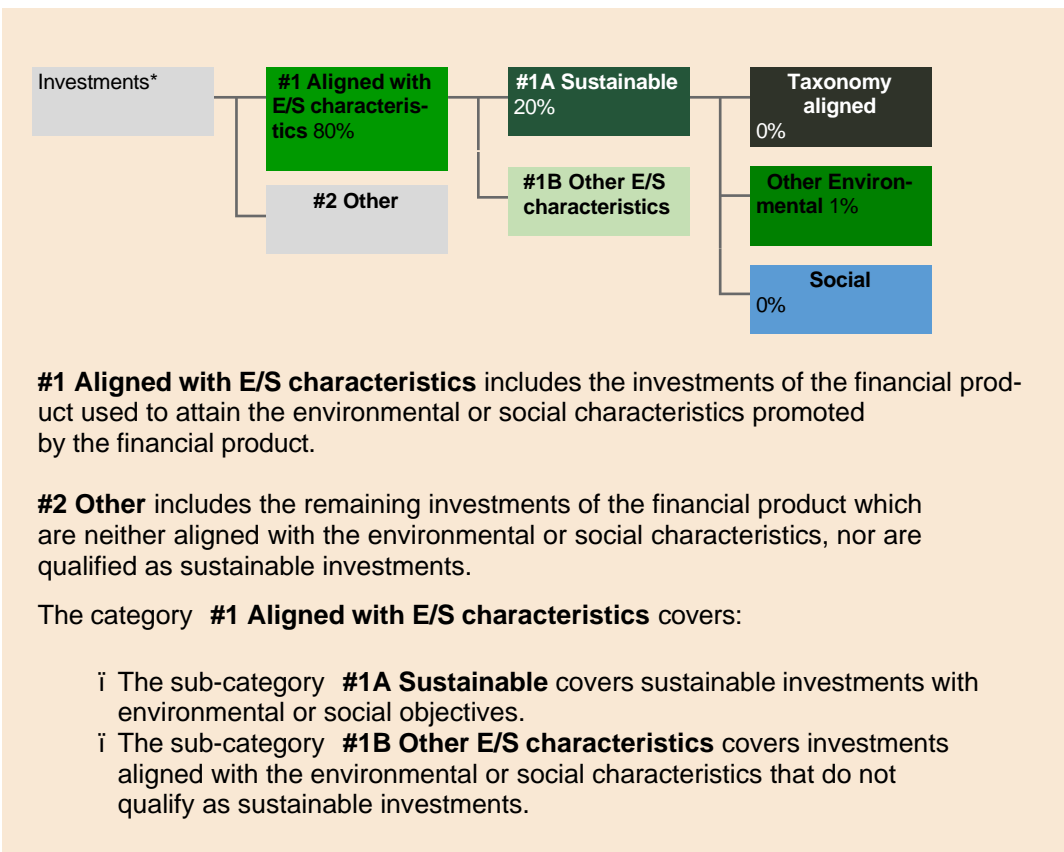 Investments*
#1 Aligned with
E/S characteris-
tics 80%
#2 Other
#1A Sustainable
20%
#1B Other E/S
characteristics
Taxonomy
aligned
0%
Other Environ-
mental 1%
Social
0%
#1 Aligned with E/S characteristics includes the investments of the financial prod-
uct used to attain the environmental or social characteristics promoted
by the financial product.
#2 Other includes the remaining investments of the financial product which
are neither aligned with the environmental or social characteristics, nor are
qualified as sustainable investments.
The category #1 Aligned with E/S characteristics covers:
ï The sub-category #1A Sustainable covers sustainable investments with
environmental or social objectives.
ï The sub-category #1B Other E/S characteristics covers investments
aligned with the environmental or social characteristics that do not
qualify as sustainable investments.